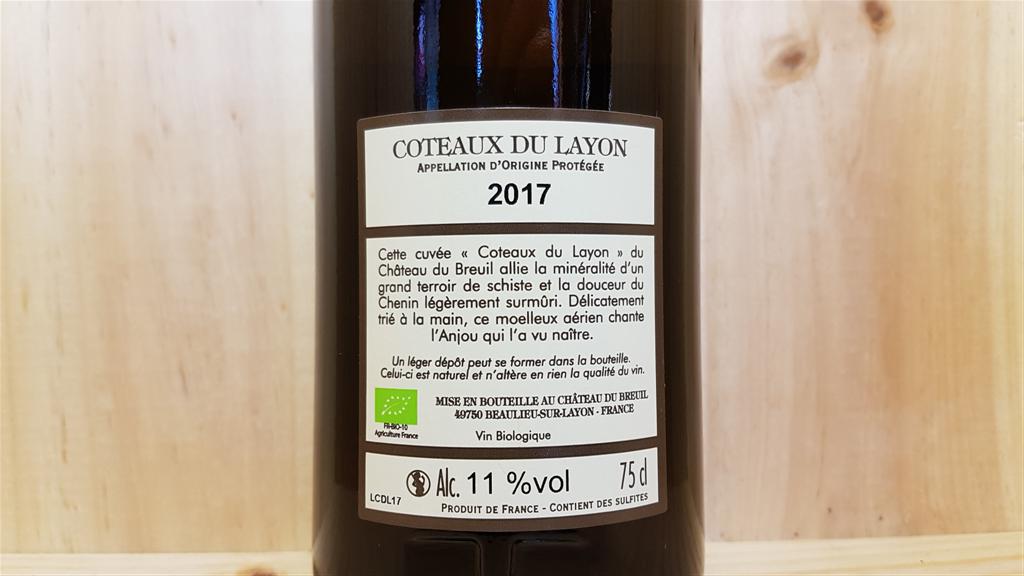 COTEAUX DU LAYON
APPELLATION D'ORIGINE PROTÉGÉE
2017
Cette cuvée « Coteaux du Layon » du
Château du Breuil allie la minéralité d'un
grand terroir de schiste et la douceur du
Chenin légèrement surmûri. Délicatement
trié à la main, ce moelleux aérien chante
l'Anjou qui l'a vu naître.
Un léger dépôt peut se former dans la bouteille.
Celui-ci est naturel et n'altère en rien la qualité du vin.
MISE EN BOUTEILLE AU CHÂTEAU DU BREUIL
49750 BEAULIEU-SUR-LAYON - FRANCE
FR-BIO-10
Agriculture France
Vin Biologique
Alc. 11 %vol
75 cl
LCDL17
PRODUIT DE FRANCE - CONTIENT DES SULFITES